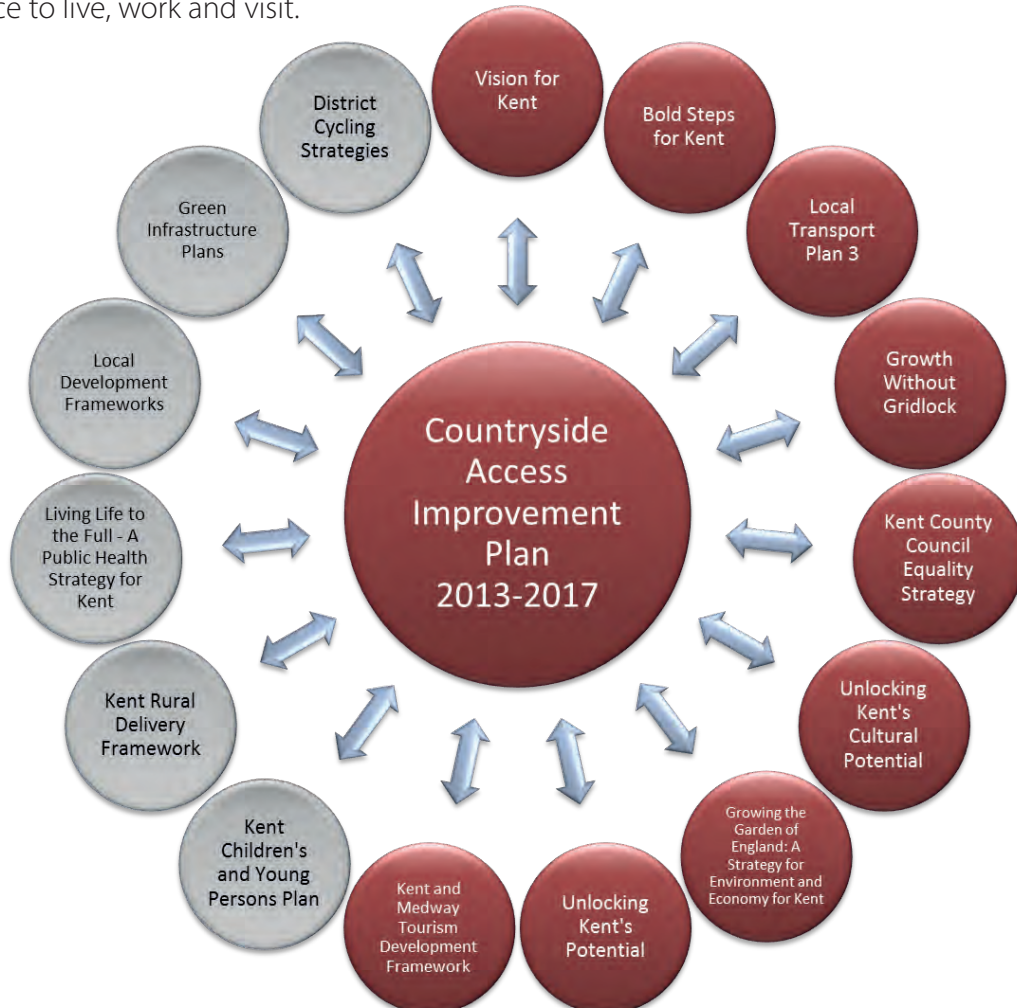 ce to live, work and visit.
Vision for
Kent
Bold Steps
for Kent
Local
Transport
Plan 3
Growth
Without
Gridlock
Kent County
Council
Equality
Strategy
Unlocking
Kent's
Cultural
Potential
Growing the
Garden of
England: A
Strategy for
Environment and
Economy for Kent
Unlocking
Kent's
Potential
Kent and
Medway
Tourism
Development
Framework
Kent
Children's
and Young
Persons Plan
Kent Rural
Delivery
Framework
Living Life to
the Full - A
Public Health
Strategy for
Kent
Local
Development
Frameworks
Green
Infrastructure
Plans
District
Cycling
Strategies
Countryside
Access
Improvement
Plan
2013-2017